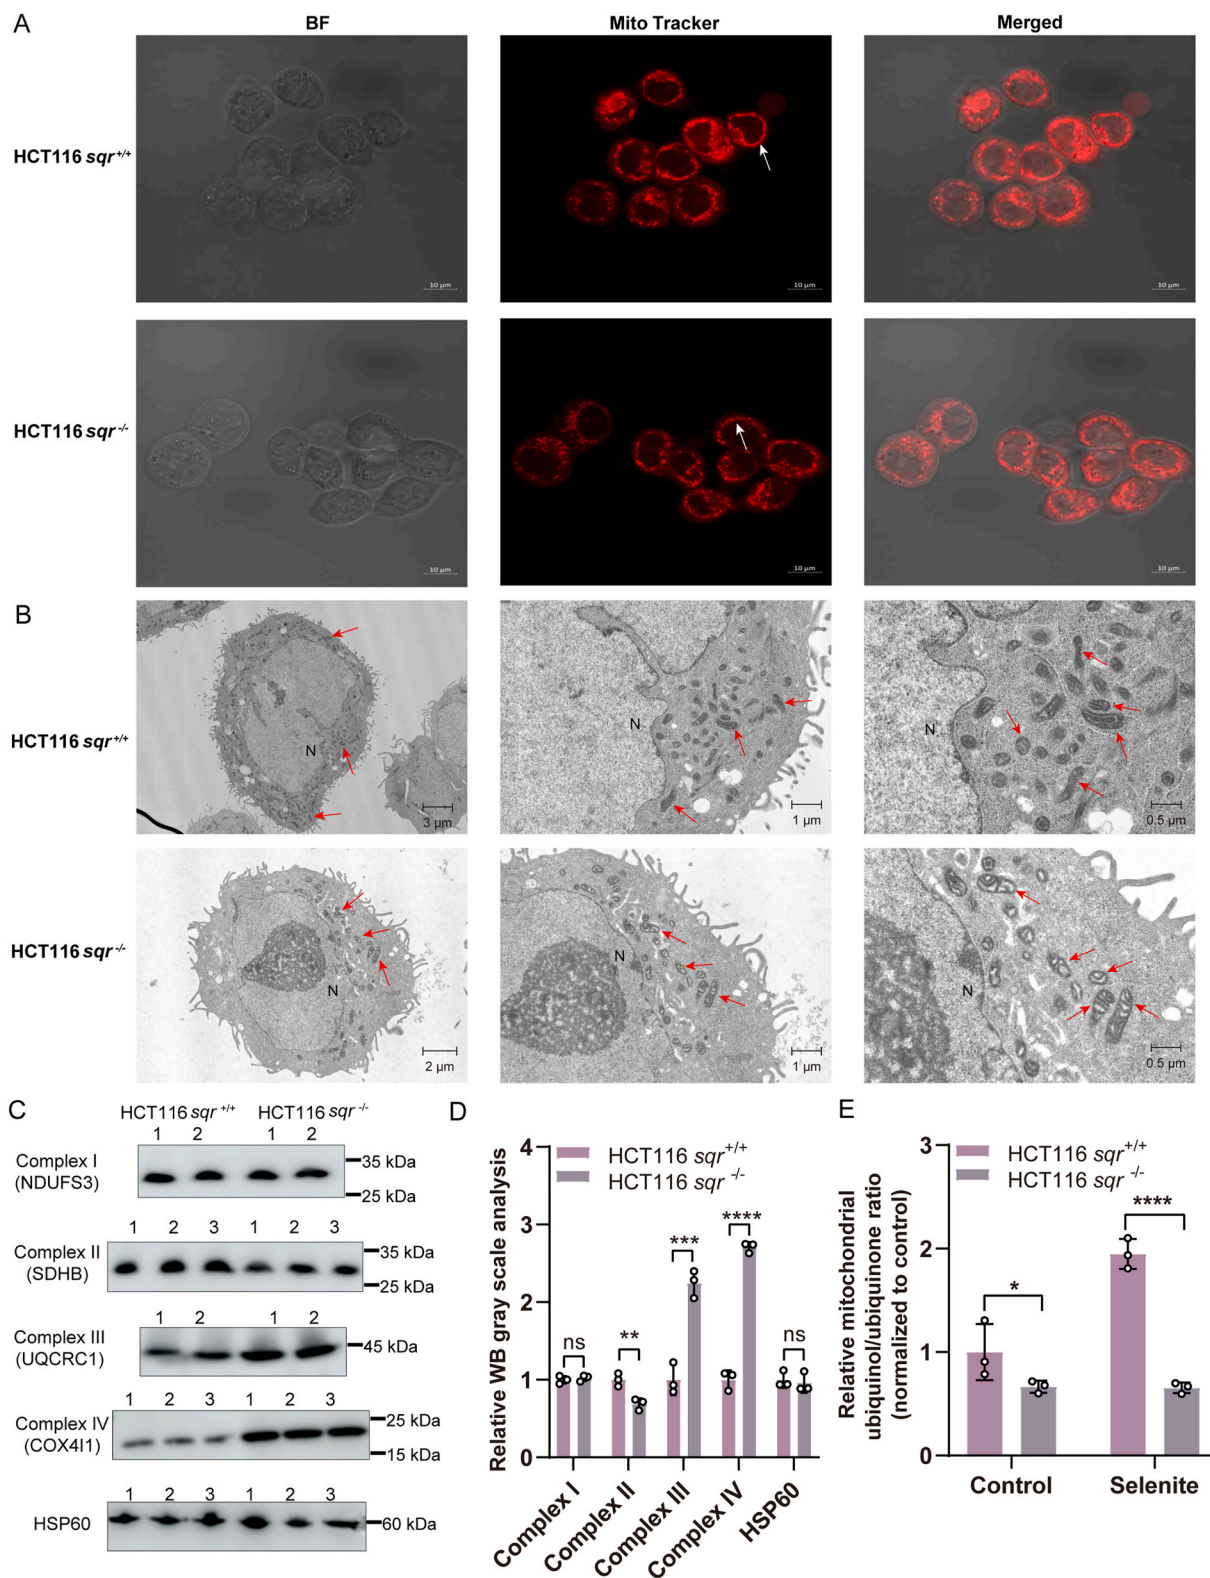 A
BF
Mito Tracker
Merged
HCT116 sqr+/+
10 µm
10 µm
10 µm
HCT116 sqr-/-
10 µm
10 µm
10 µm
B
HCT116 sqr+/+
N
3 µm
N
1 µm
N
0.5 µm
HCT116 sqr-/-
N
2 µm
N
1 µm
N
0.5 µm
C
HCT116 sqr +/+
HCT116 sqr -/-
1 2 1 2
Complex I
(NDUFS3)
35 kDa
25 kDa
1 2 3 1 2 3
Complex II
(SDHB)
35 kDa
25 kDa
1 2 1 2
Complex III
(UQCRC1)
45 kDa
1 2 3 1 2 3
Complex IV
(COX4I1)
25 kDa
15 kDa
1 2 3 1 2 3
HSP60
60 kDa
D
Relative WB gray scale analysis
4
3
2
1
0
HCT116 sqr+/+
HCT116 sqr -/-
ns
**
***
****
ns
Complex I
Complex II
Complex III
Complex IV
HSP60
E
Relative mitochondrial
ubiquinol/ubiquinone ratio
(normalized to control)
3
2
1
0
HCT116 sqr+/+
HCT116 sqr -/-
*
****
Control
Selenite